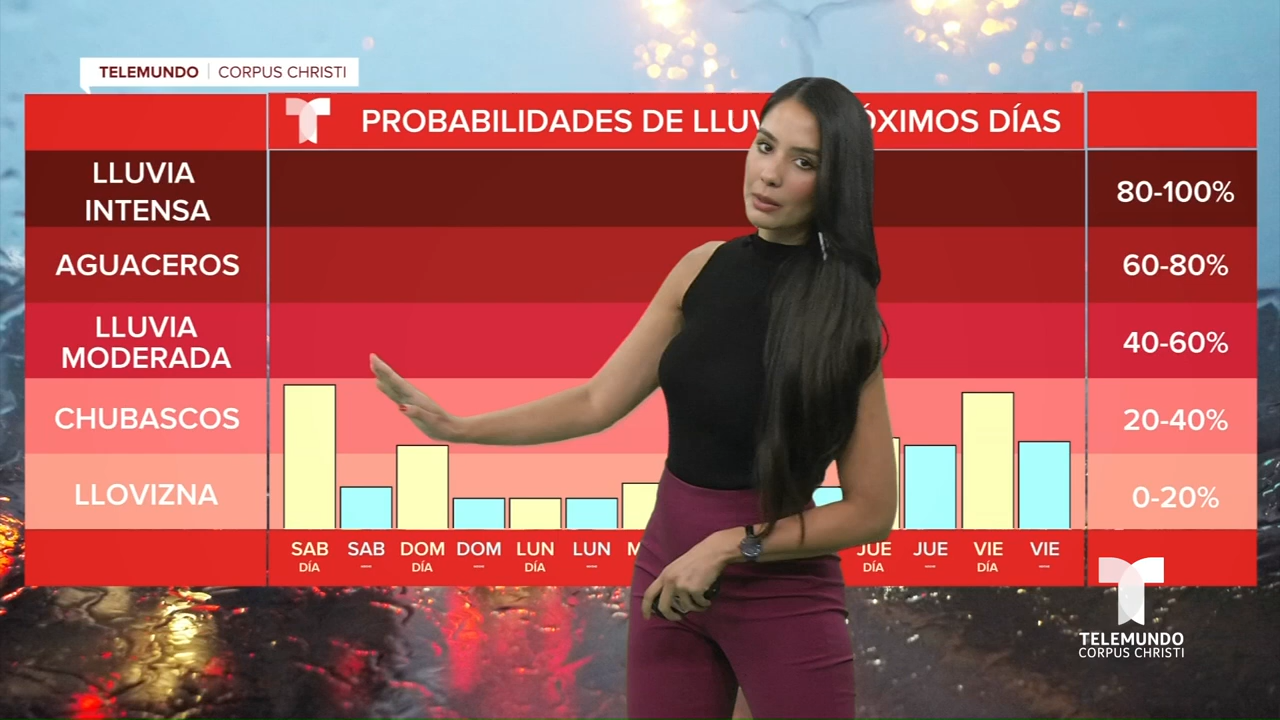 TELEMUNDO | CORPUS CHRISTI
PROBABILIDADES DE DÍAS
LLUVIA
INTENSA
80-100%
AGUACEROS
60-80%
LLUVIA
MODERADA
40-60%
CHUBASCOS
20-40%
LLOVIZNA
0-20%
SAB SAB DOM DOM LUN LUN JUE JUE VIE VIE
DÍA — DÍA — DÍA — DÍA — DÍA —
TELEMUNDO
CORPUS CHRISTI